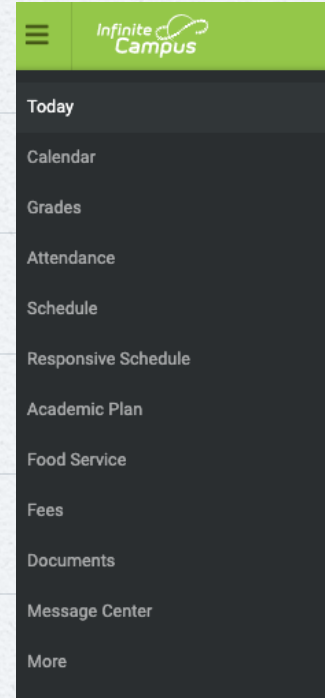 Infinite
Campus
Today
Calendar
Grades
Attendance
Schedule
Responsive Schedule
Academic Plan
Food Service
Fees
Documents
Message Center
More